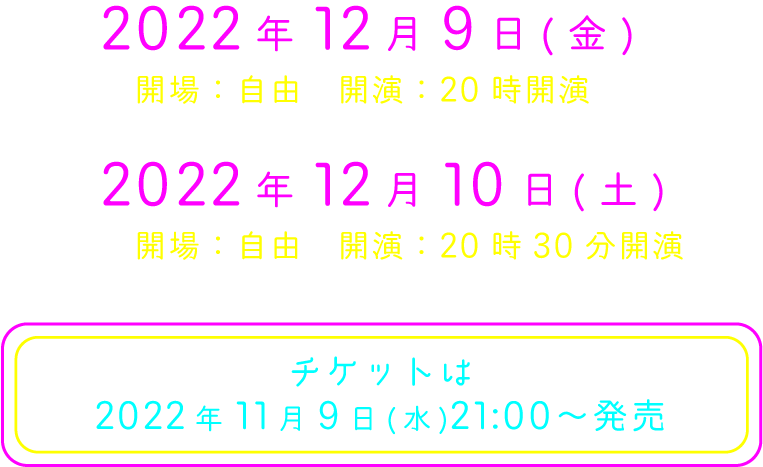 2022年12月9日(金)
開場：自由　開演：20時開演
2022年12月10日(土)
開場：自由　開演：20時30分開演
チケットは
2022年11月9日(水)21:00〜発売